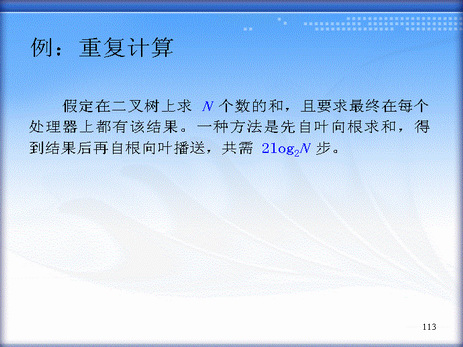 例：重复计算
假定在二叉树上求 N 个数的和，且要求最终在每个
处理器上都有该结果。一种方法是先自叶向根求和，得
到结果后再自根向叶播送，共需 2log₂N 步。
113